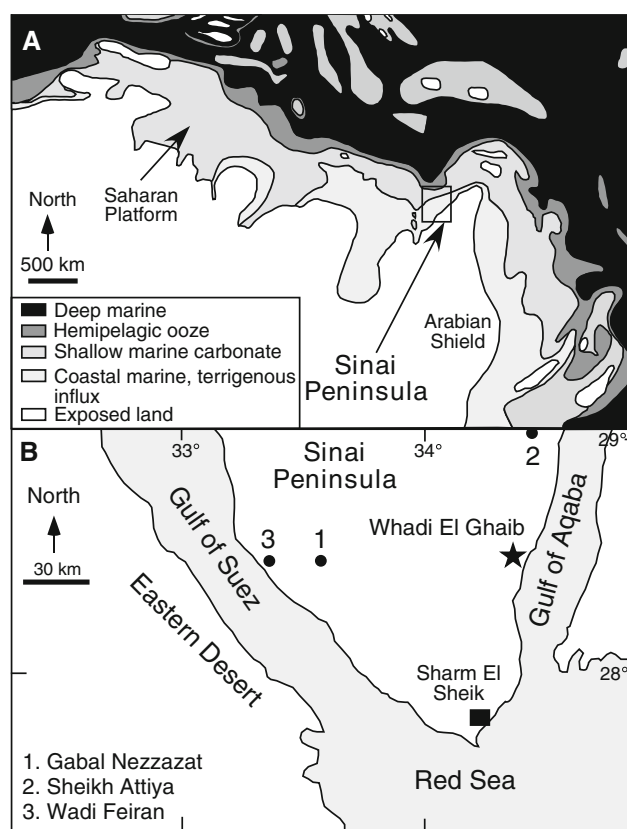 A
Saharan
Platform
North
500 km
Arabian
Shield
Sinai
Peninsula
Deep marine
Hemipelagic ooze
Shallow marine carbonate
Coastal marine, terrigenous
influx
Exposed land
B
33°
34°
29°
Sinai
Peninsula
2
North
30 km
Gulf of Suez
3
1
Whadi El Ghaib
Gulf of Aqaba
Eastern Desert
28°
Sharm El
Sheik
Red Sea
1. Gabal Nezzazat
2. Sheikh Attiya
3. Wadi Feiran